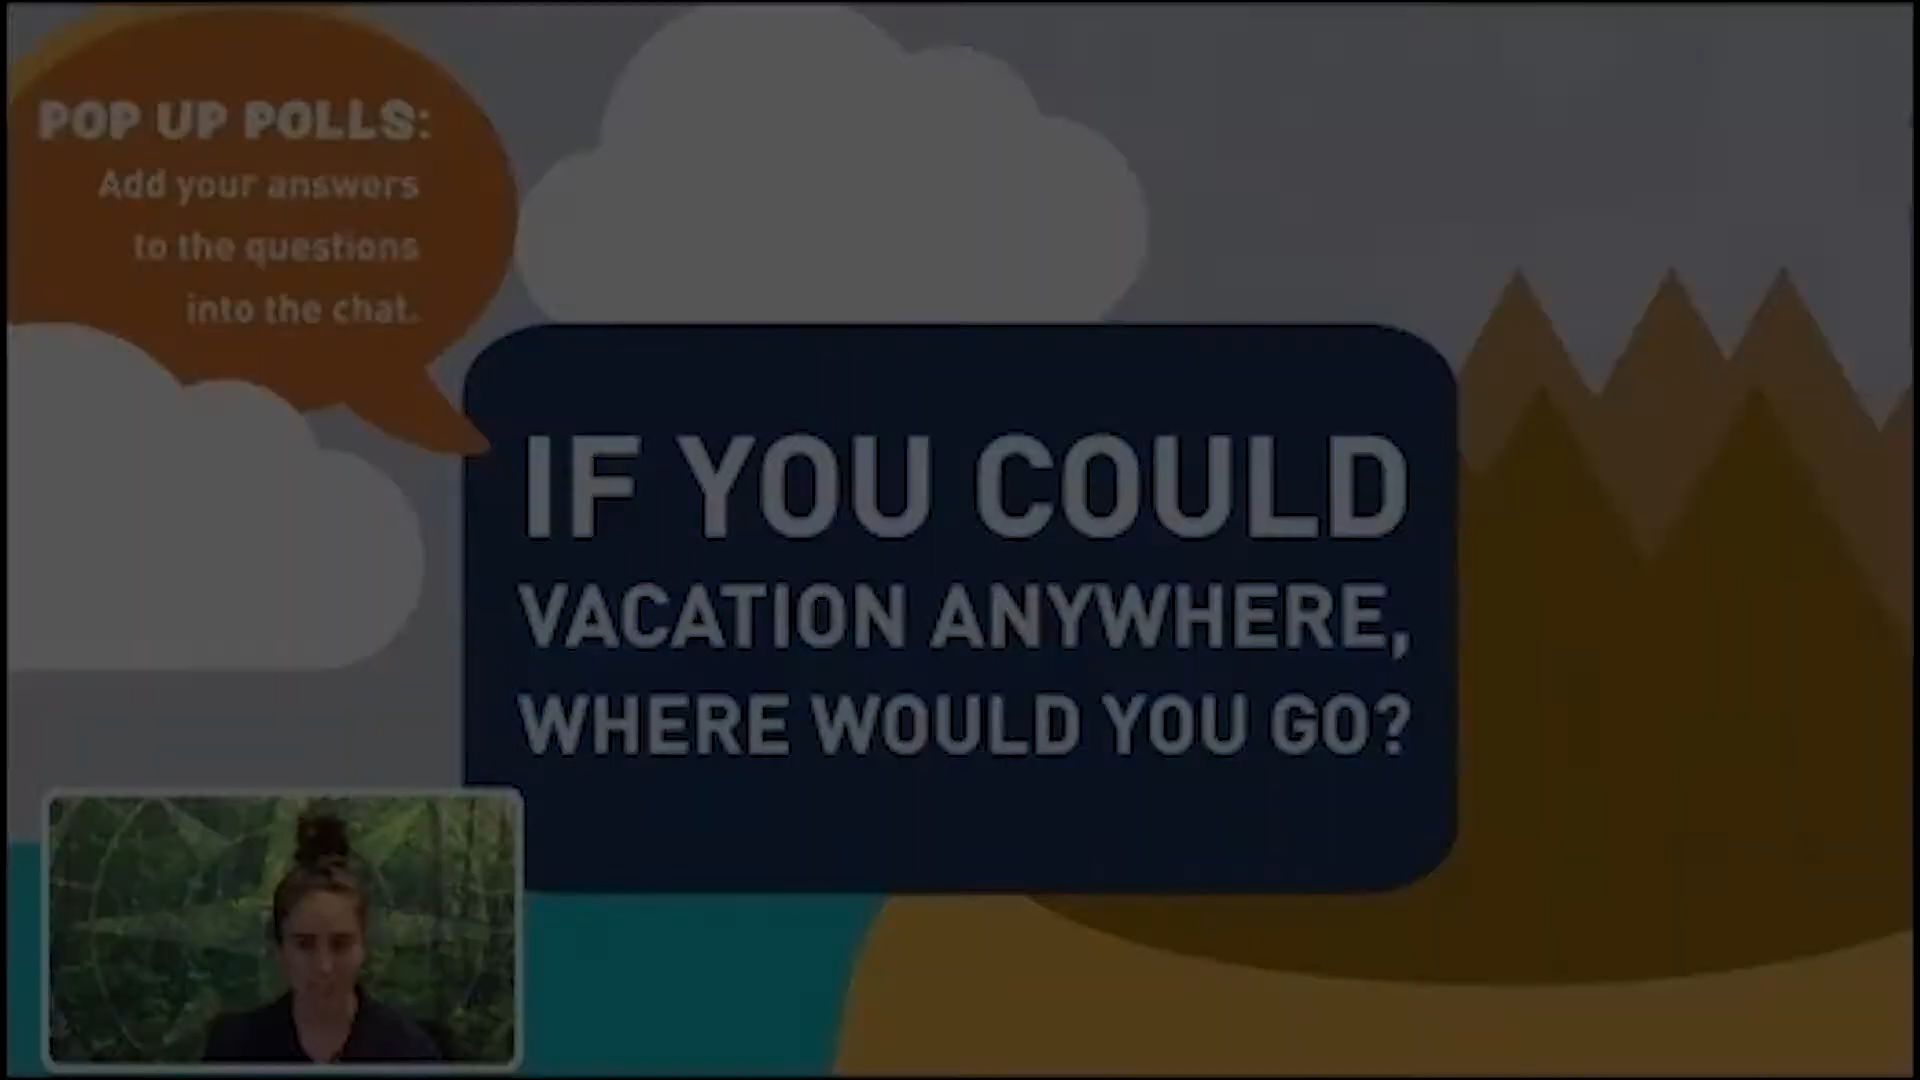 POP UP POLLS:
Add your answers
to the questions
into the chat.
IF YOU COULD
VACATION ANYWHERE,
WHERE WOULD YOU GO?